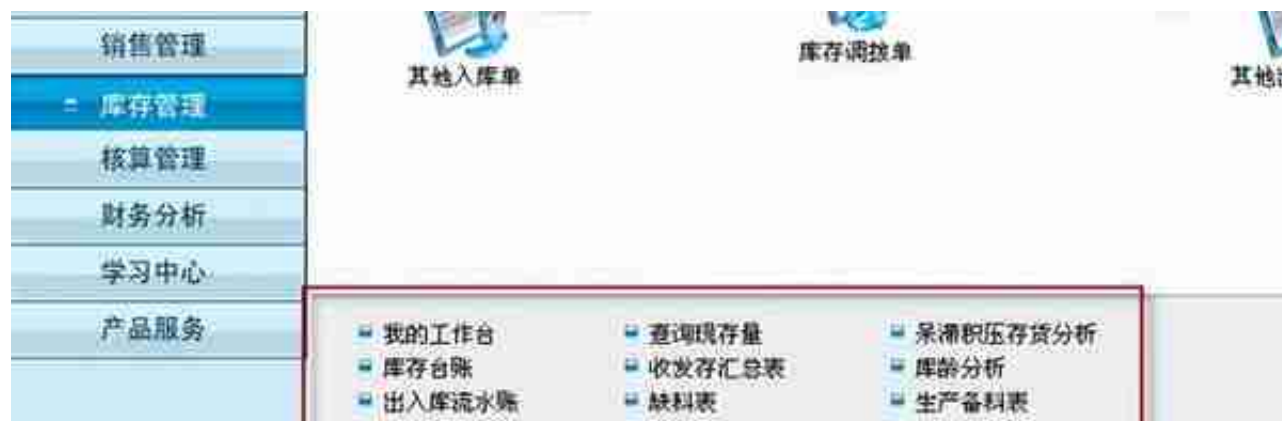 销售管理
库存管理
核算管理
财务分析
学习中心
产品服务
其他入库单
库存调拨单
其他
我的工作台
查询现存量
呆滞积压存货分析
库存台账
收发存汇总表
库龄分析
出入库流水账
缺料表
生产备料表